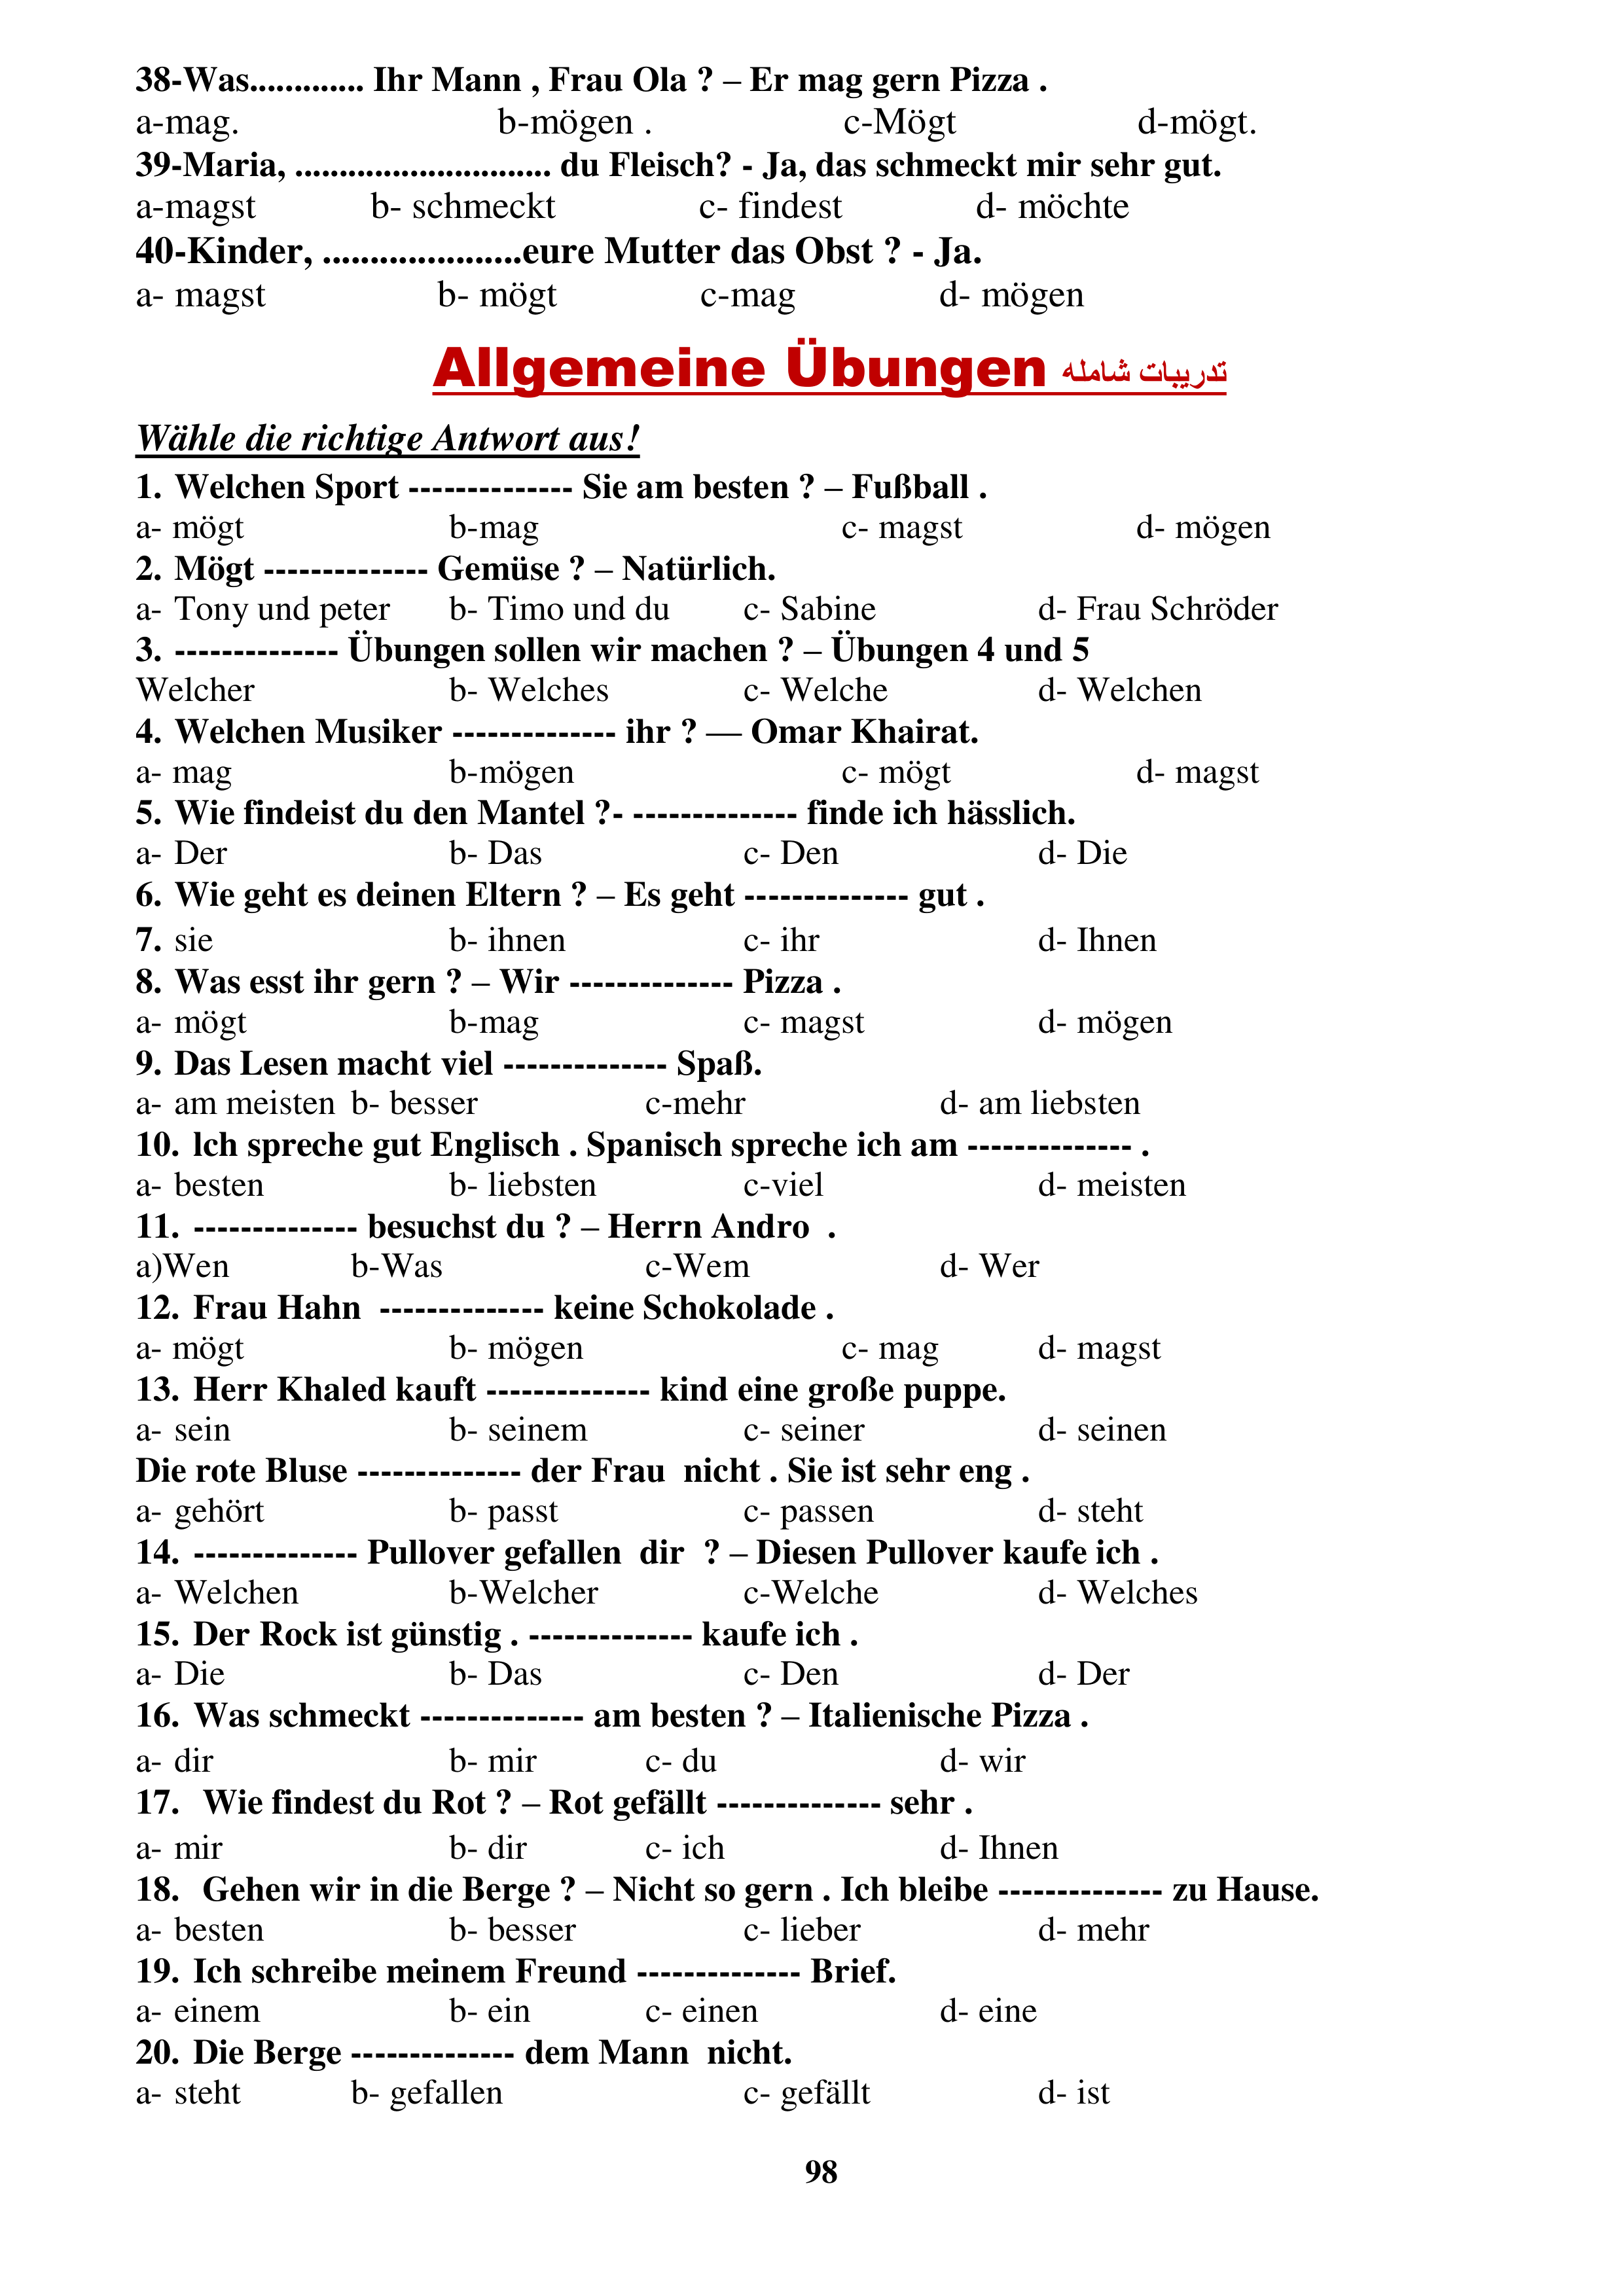 38-Was............. Ihr Mann , Frau Ola ? – Er mag gern Pizza .
a-mag. b-mögen . c-Mögt d-mögt.
39-Maria, ............................. du Fleisch? - Ja, das schmeckt mir sehr gut.
a-magst b- schmeckt c- findest d- möchte
40-Kinder, .....................eure Mutter das Obst ? - Ja.
a- magst b- mögt c-mag d- mögen
Allgemeine Übungen تدريبات شامله
Wähle die richtige Antwort aus!
1. Welchen Sport -------------- Sie am besten ? – Fußball .
a- mögt b-mag c- magst d- mögen
2. Mögt -------------- Gemüse ? – Natürlich.
a- Tony und peter b- Timo und du c- Sabine d- Frau Schröder
3. -------------- Übungen sollen wir machen ? – Übungen 4 und 5
Welcher b- Welches c- Welche d- Welchen
4. Welchen Musiker -------------- ihr ? — Omar Khairat.
a- mag b-mögen c- mögt d- magst
5. Wie findeist du den Mantel ?- -------------- finde ich hässlich.
a- Der b- Das c- Den d- Die
6. Wie geht es deinen Eltern ? – Es geht -------------- gut .
7. sie b- ihnen c- ihr d- Ihnen
8. Was esst ihr gern ? – Wir -------------- Pizza .
a- mögt b-mag c- magst d- mögen
9. Das Lesen macht viel -------------- Spaß.
a- am meisten b- besser c-mehr d- am liebsten
10. lch spreche gut Englisch . Spanisch spreche ich am -------------- .
a- besten b- liebsten c-viel d- meisten
11. -------------- besuchst du ? – Herrn Andro .
a)Wen b-Was c-Wem d- Wer
12. Frau Hahn -------------- keine Schokolade .
a- mögt b- mögen c- mag d- magst
13. Herr Khaled kauft -------------- kind eine große puppe.
a- sein b- seinem c- seiner d- seinen
Die rote Bluse -------------- der Frau nicht . Sie ist sehr eng .
a- gehört b- passt c- passen d- steht
14. -------------- Pullover gefallen dir ? – Diesen Pullover kaufe ich .
a- Welchen b-Welcher c-Welche d- Welches
15. Der Rock ist günstig . -------------- kaufe ich .
a- Die b- Das c- Den d- Der
16. Was schmeckt -------------- am besten ? – Italienische Pizza .
a- dir b- mir c- du d- wir
17. Wie findest du Rot ? – Rot gefällt -------------- sehr .
a- mir b- dir c- ich d- Ihnen
18. Gehen wir in die Berge ? – Nicht so gern . Ich bleibe -------------- zu Hause.
a- besten b- besser c- lieber d- mehr
19. Ich schreibe meinem Freund -------------- Brief.
a- einem b- ein c- einen d- eine
20. Die Berge -------------- dem Mann nicht.
a- steht b- gefallen c- gefällt d- ist
98